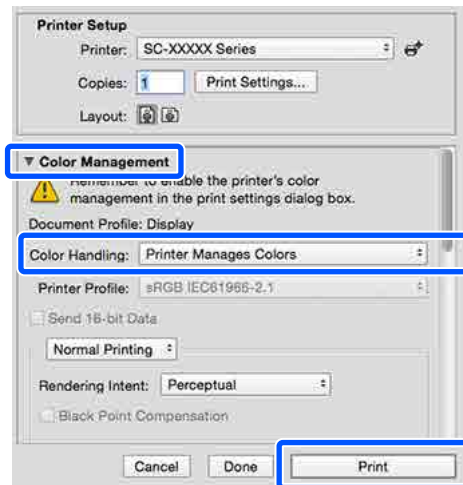 Printer Setup
Printer: SC-XXXXX Series
Copies: 1 Print Settings...
Layout:
▼ Color Management
Remember to enable the printer's color
management in the print settings dialog box.
Document Profile: Display
Color Handling: Printer Manages Colors
Printer Profile: sRGB IEC61966-2.1
Send 16-bit Data
Normal Printing
Rendering Intent: Perceptual
Black Point Compensation
Cancel Done Print